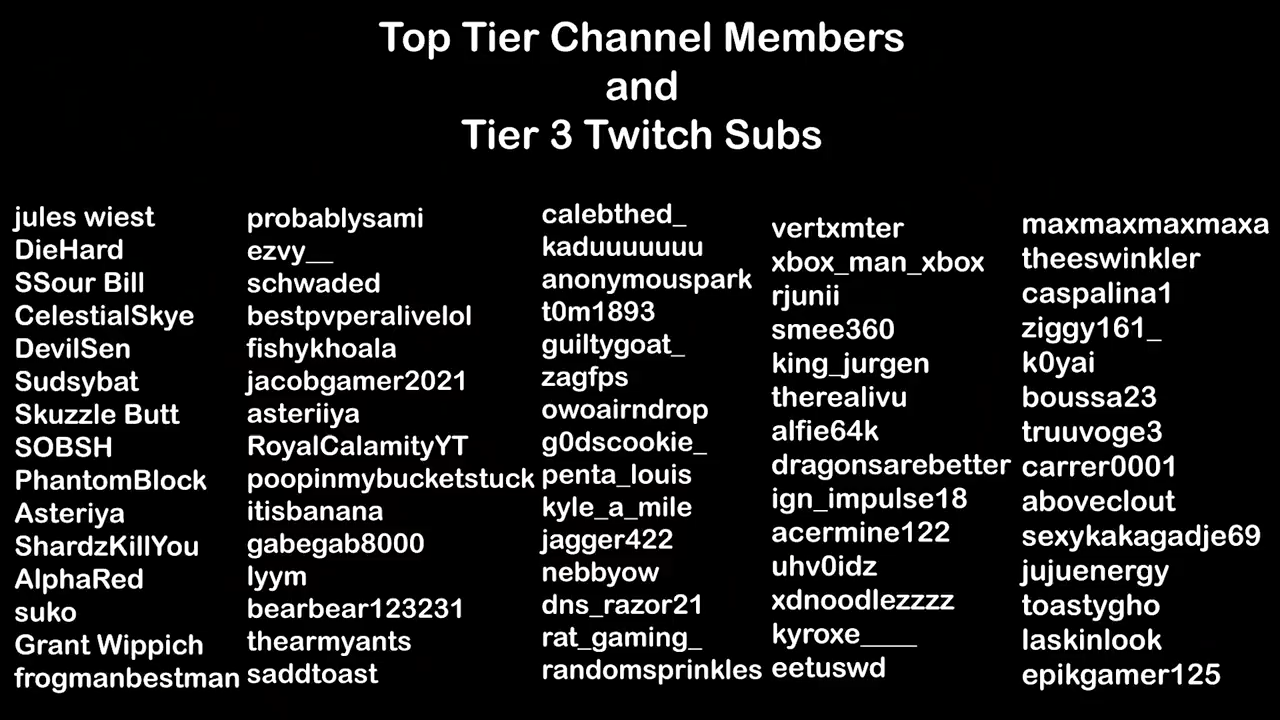 Top Tier Channel Members
and
Tier 3 Twitch Subs
jules wiest
DieHard
SSour Bill
CelestialSkye
DevilSen
Sudsybat
Skuzzle Butt
SOBSH
PhantomBlock
Asteriya
ShardzKillYou
AlphaRed
suko
Grant Wippich
frogmanbestman
probablysami
ezvy__
schwaded
bestpvperalivelol
fishykhoala
jacobgamer2021
asteriiya
RoyalCalamityYT
poopinmybucketstuck
itisbanana
gabegab8000
lyym
bearbear123231
thearmyants
saddtoast
calebthed_
kaduuuuuuu
anonymouspark
t0m1893
guiltygoat_
zagfps
owoairndrop
g0dscookie_
penta_louis
kyle_a_mile
jagger422
nebbyow
dns_razor21
rat_gaming_
randomsprinkles
vertxmter
xbox_man_xbox
rjunii
smee360
king_jurgen
therealivu
alfie64k
dragonsarebetter
ign_impulse18
acermine122
uhv0idz
xdnoodlezzzz
kyroxe____
eetuswd
maxmaxmaxmaxa
theeswinkler
caspalina1
ziggy161_
k0yai
boussa23
truuvoge3
carrer0001
aboveclout
sexykakagadje69
jujuenergy
toastygho
laskinlook
epikgamer125